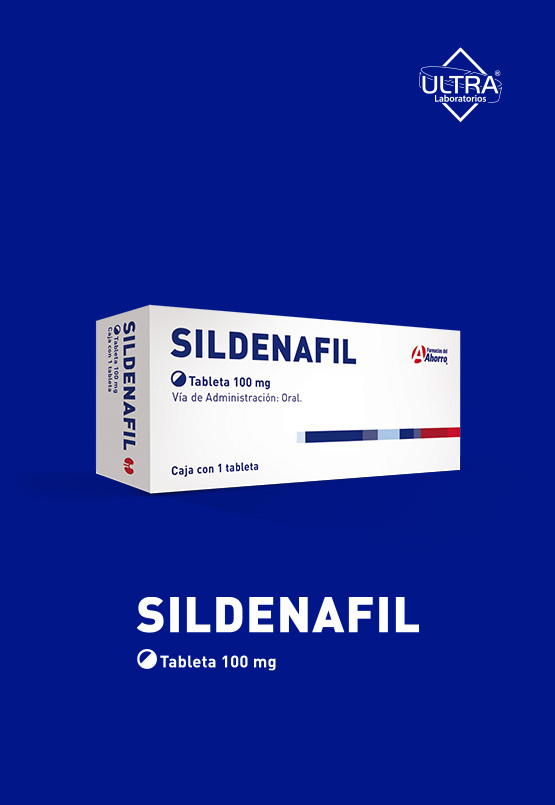 ULTRA®
Laboratorios
SILDENAFIL
Tableta 100 mg
Vía de Administración: Oral.
Caja con 1 tableta
Farmacias del
Ahorro
SILDENAFIL
Tableta 100 mg
Caja con 1 tableta
SILDENAFIL
Tableta 100 mg